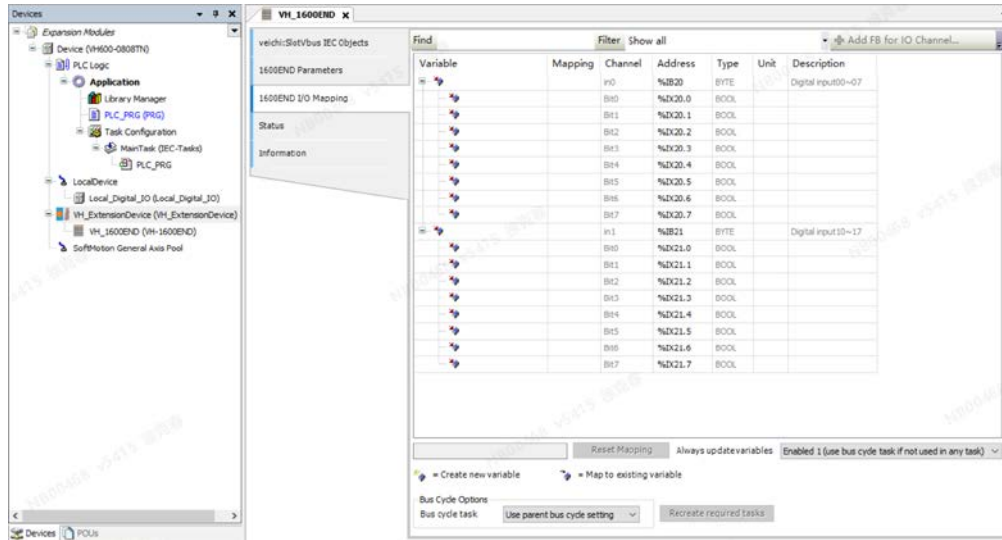 Devices
Expansion Modules
Device (VH600-0808TN)
PLC Logic
Application
Library Manager
PLC_PRG (PRG)
Task Configuration
MainTask (IEC-Tasks)
PLC_PRG
LocalDevice
Local_Digital_IO (Local_Digital_IO)
VH_ExtensionDevice (VH_ExtensionDevice)
VH_1600END (VH-1600END)
SoftMotion General Axis Pool
Devices POUs
VH_1600END
veichi:SlotVbus IEC Objects
1600END Parameters
1600END I/O Mapping
Status
Information
Find Filter Show all Add FB for IO Channel...
Variable Mapping Channel Address Type Unit Description
in0 %IB20 BYTE Digital input00~07
Bit0 %IX20.0 BOOL
Bit1 %IX20.1 BOOL
Bit2 %IX20.2 BOOL
Bit3 %IX20.3 BOOL
Bit4 %IX20.4 BOOL
Bit5 %IX20.5 BOOL
Bit6 %IX20.6 BOOL
Bit7 %IX20.7 BOOL
in1 %IB21 BYTE Digital input10~17
Bit0 %IX21.0 BOOL
Bit1 %IX21.1 BOOL
Bit2 %IX21.2 BOOL
Bit3 %IX21.3 BOOL
Bit4 %IX21.4 BOOL
Bit5 %IX21.5 BOOL
Bit6 %IX21.6 BOOL
Bit7 %IX21.7 BOOL
Reset Mapping Always update variables Enabled 1 (use bus cycle task if not used in any task)
= Create new variable = Map to existing variable
Bus Cycle Options
Bus cycle task Use parent bus cycle setting Recreate required tasks